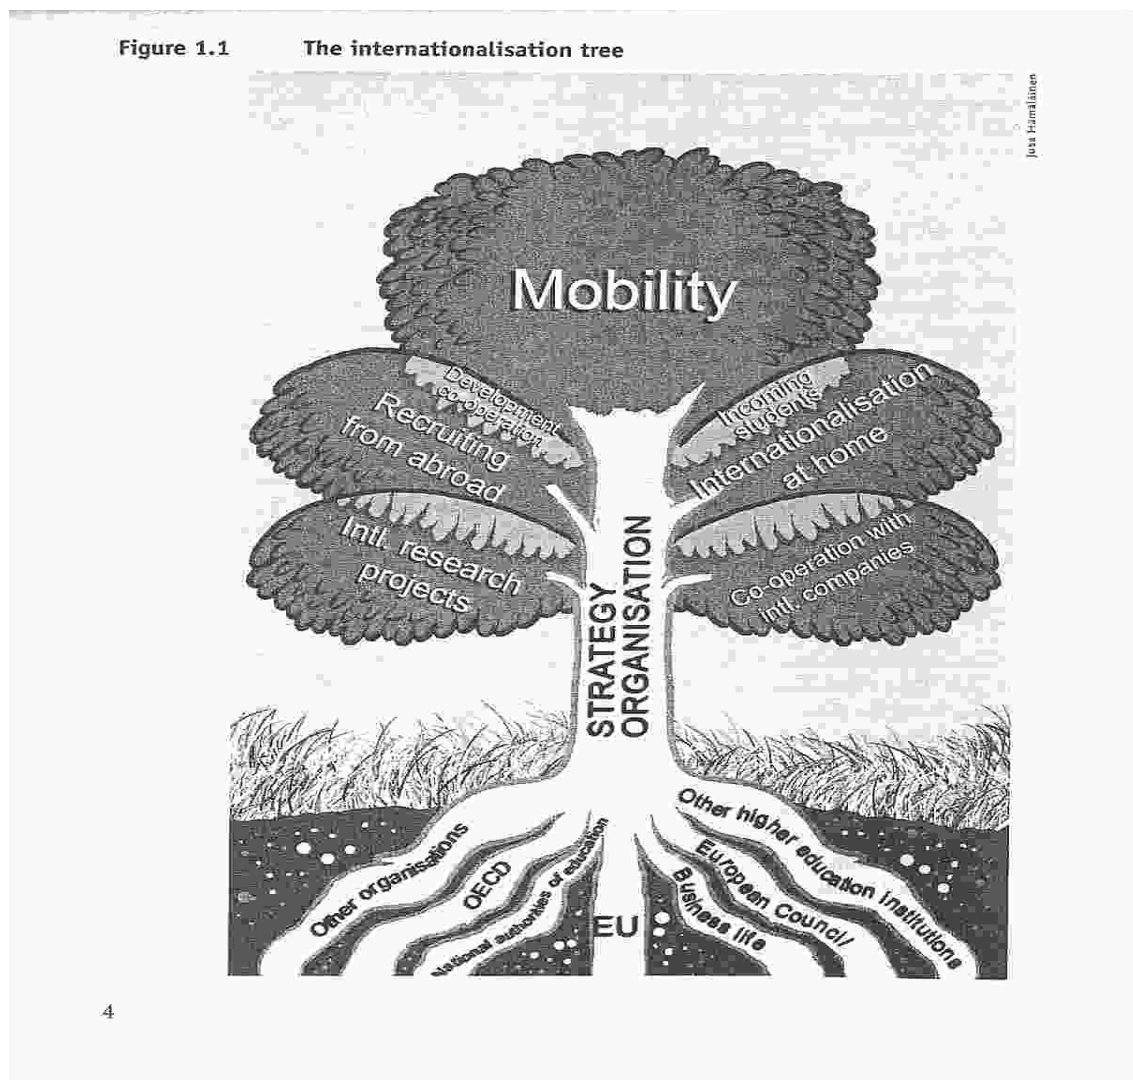 Figure 1.1 The internationalisation tree
Jusa Hämäläinen
Mobility
Development
co-operation
Recruiting
from abroad
Incoming
students
Internationalisation
at home
Intl. research
projects
Co-operation with
intl. companies
STRATEGY
ORGANISATION
Other organisations
OECD
National authorities of education
EU
Business life
European Council
Other higher education institutions
4